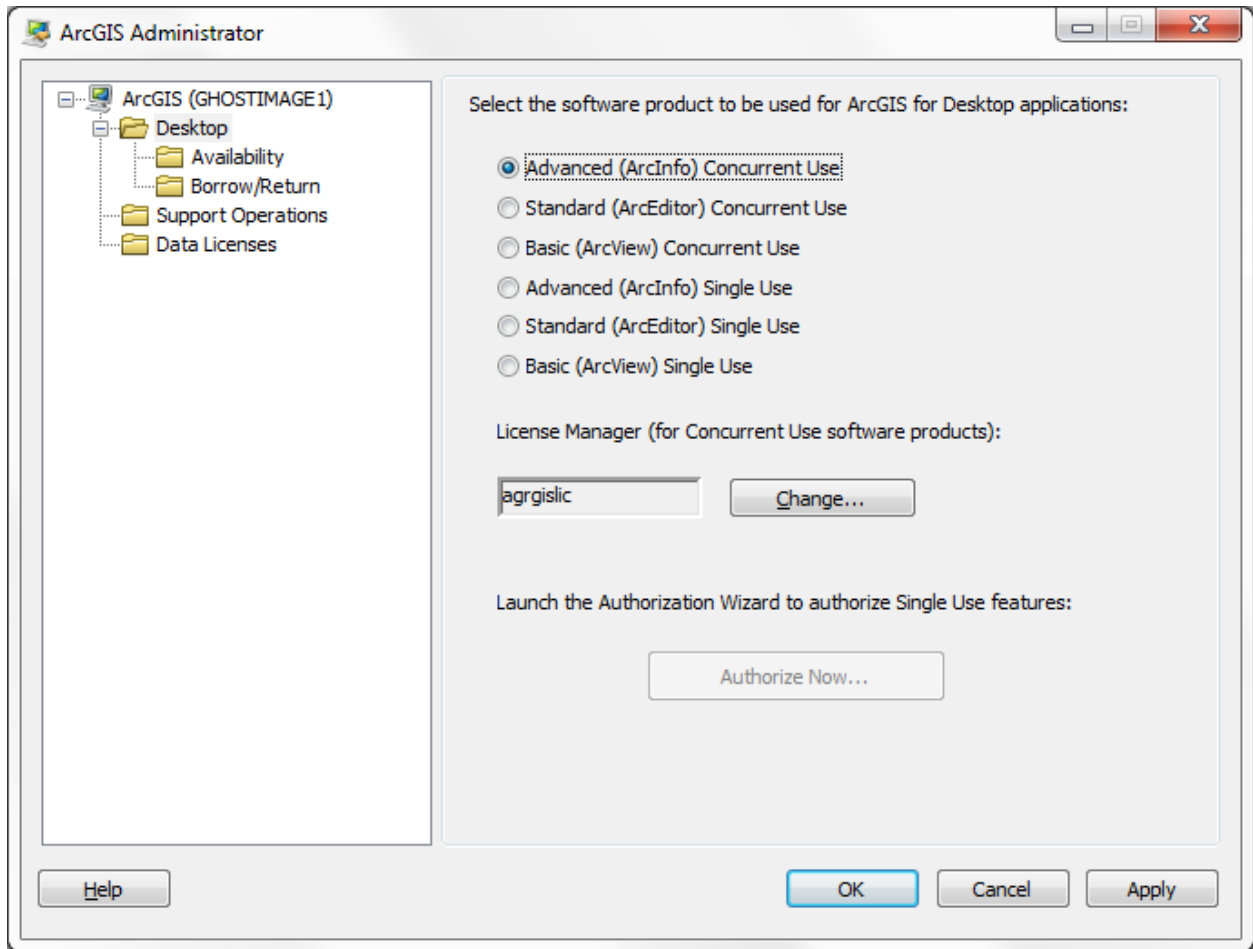 ArcGIS Administrator
ArcGIS (GHOSTIMAGE1)
Desktop
Availability
Borrow/Return
Support Operations
Data Licenses
Select the software product to be used for ArcGIS for Desktop applications:
Advanced (ArcInfo) Concurrent Use
Standard (ArcEditor) Concurrent Use
Basic (ArcView) Concurrent Use
Advanced (ArcInfo) Single Use
Standard (ArcEditor) Single Use
Basic (ArcView) Single Use
License Manager (for Concurrent Use software products):
agrgislic
Change...
Launch the Authorization Wizard to authorize Single Use features:
Authorize Now...
Help
OK
Cancel
Apply